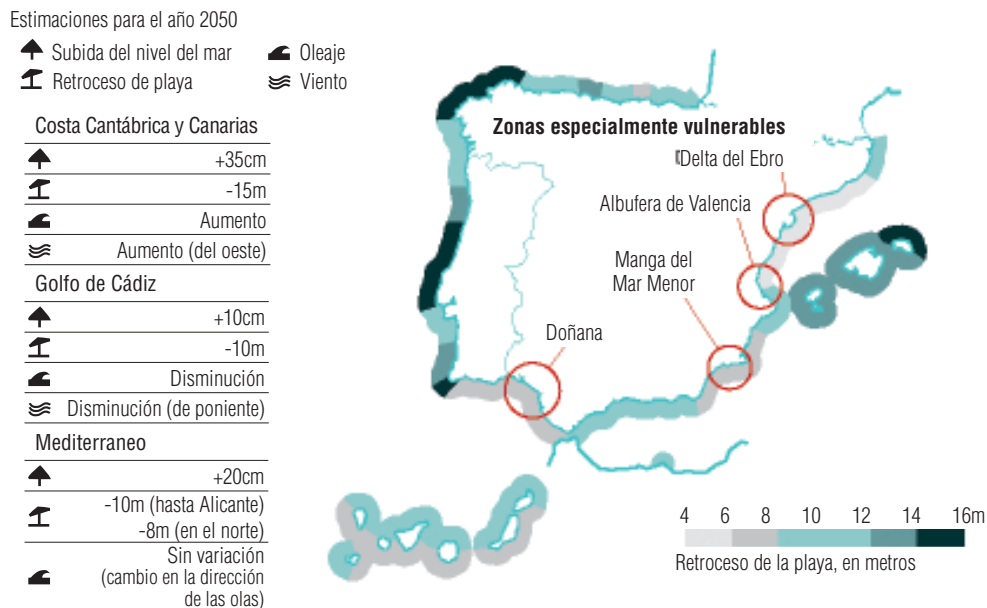 Estimaciones para el año 2050
Subida del nivel del mar
Oleaje
Retroceso de playa
Viento
Costa Cantábrica y Canarias
+35cm
-15m
Aumento
Aumento (del oeste)
Golfo de Cádiz
+10cm
-10m
Disminución
Disminución (de poniente)
Mediterraneo
+20cm
-10m (hasta Alicante)
-8m (en el norte)
Sin variación
(cambio en la dirección
de las olas)
Zonas especialmente vulnerables
Delta del Ebro
Albufera de Valencia
Manga del
Mar Menor
Doñana
4 6 8 10 12 14 16m
Retroceso de la playa, en metros